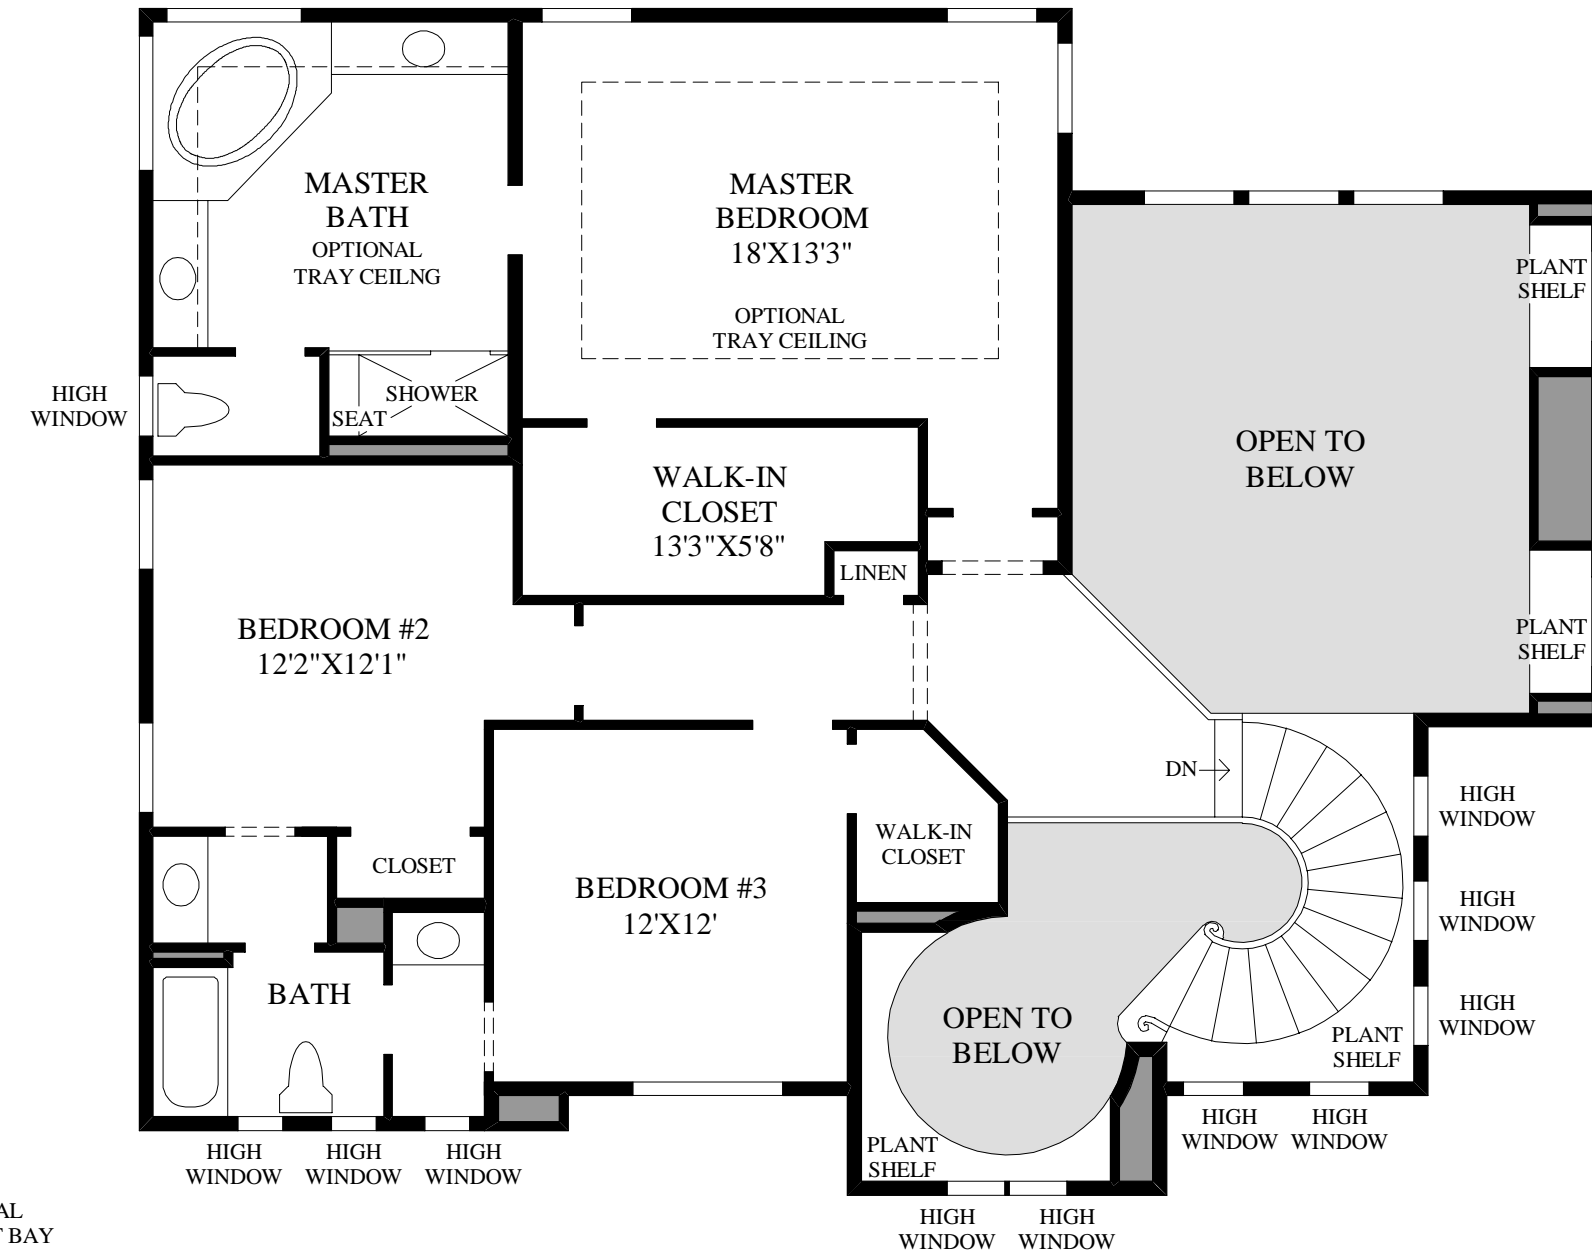 MASTER
BATH
OPTIONAL
TRAY CEILNG
MASTER
BEDROOM
18'X13'3"
OPTIONAL
TRAY CEILING
PLANT
SHELF
HIGH
WINDOW
SHOWER
SEAT
OPEN TO
BELOW
WALK-IN
CLOSET
13'3"X5'8"
LINEN
BEDROOM #2
12'2"X12'1"
PLANT
SHELF
DN
HIGH
WINDOW
WALK-IN
CLOSET
CLOSET
BEDROOM #3
12'X12'
HIGH
WINDOW
BATH
OPEN TO
BELOW
HIGH
WINDOW
PLANT
SHELF
HIGH
WINDOW
HIGH
WINDOW
HIGH
WINDOW
PLANT
SHELF
HIGH
WINDOW
HIGH
WINDOW
HIGH
WINDOW
HIGH
WINDOW
AL
BAY